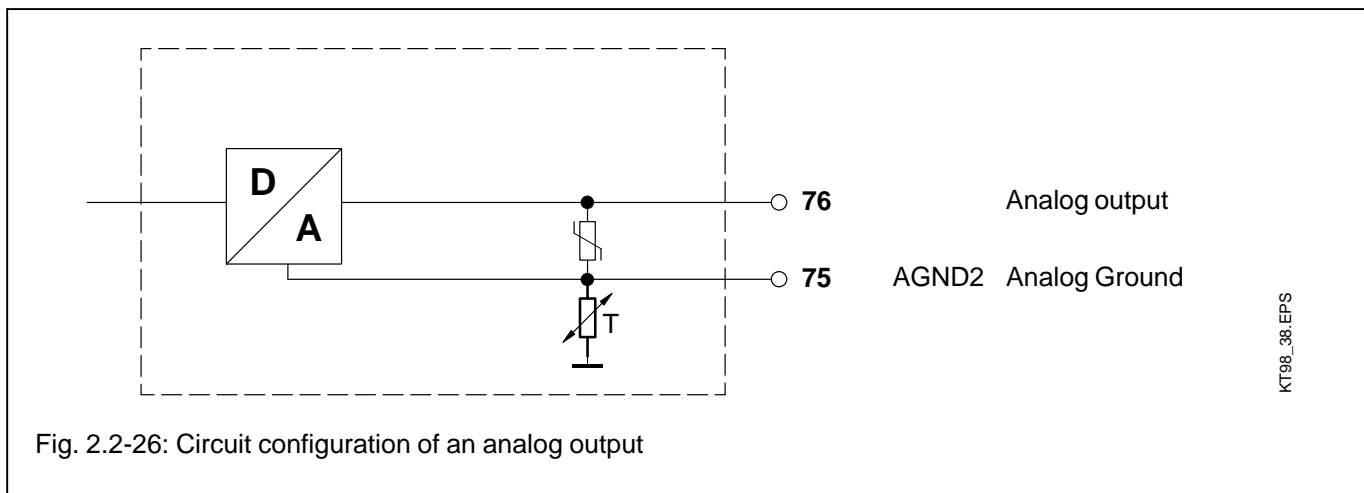 D
A
76 Analog output
T
75 AGND2 Analog Ground
KT98_38.EPS
Fig. 2.2-26: Circuit configuration of an analog output